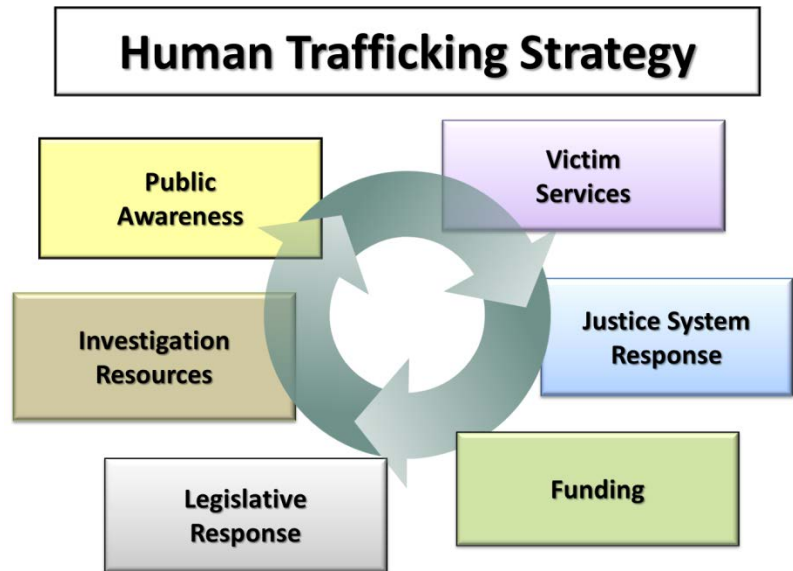 Human Trafficking Strategy
Public
Awareness
Victim
Services
Investigation
Resources
Justice System
Response
Legislative
Response
Funding